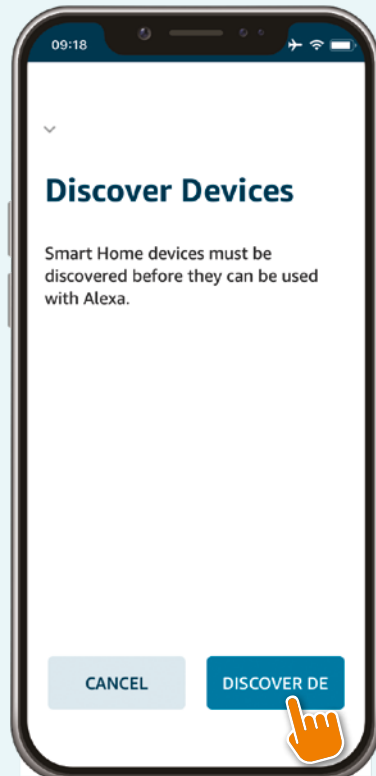 09:18
Discover Devices
Smart Home devices must be
discovered before they can be used
with Alexa.
CANCEL
DISCOVER DE